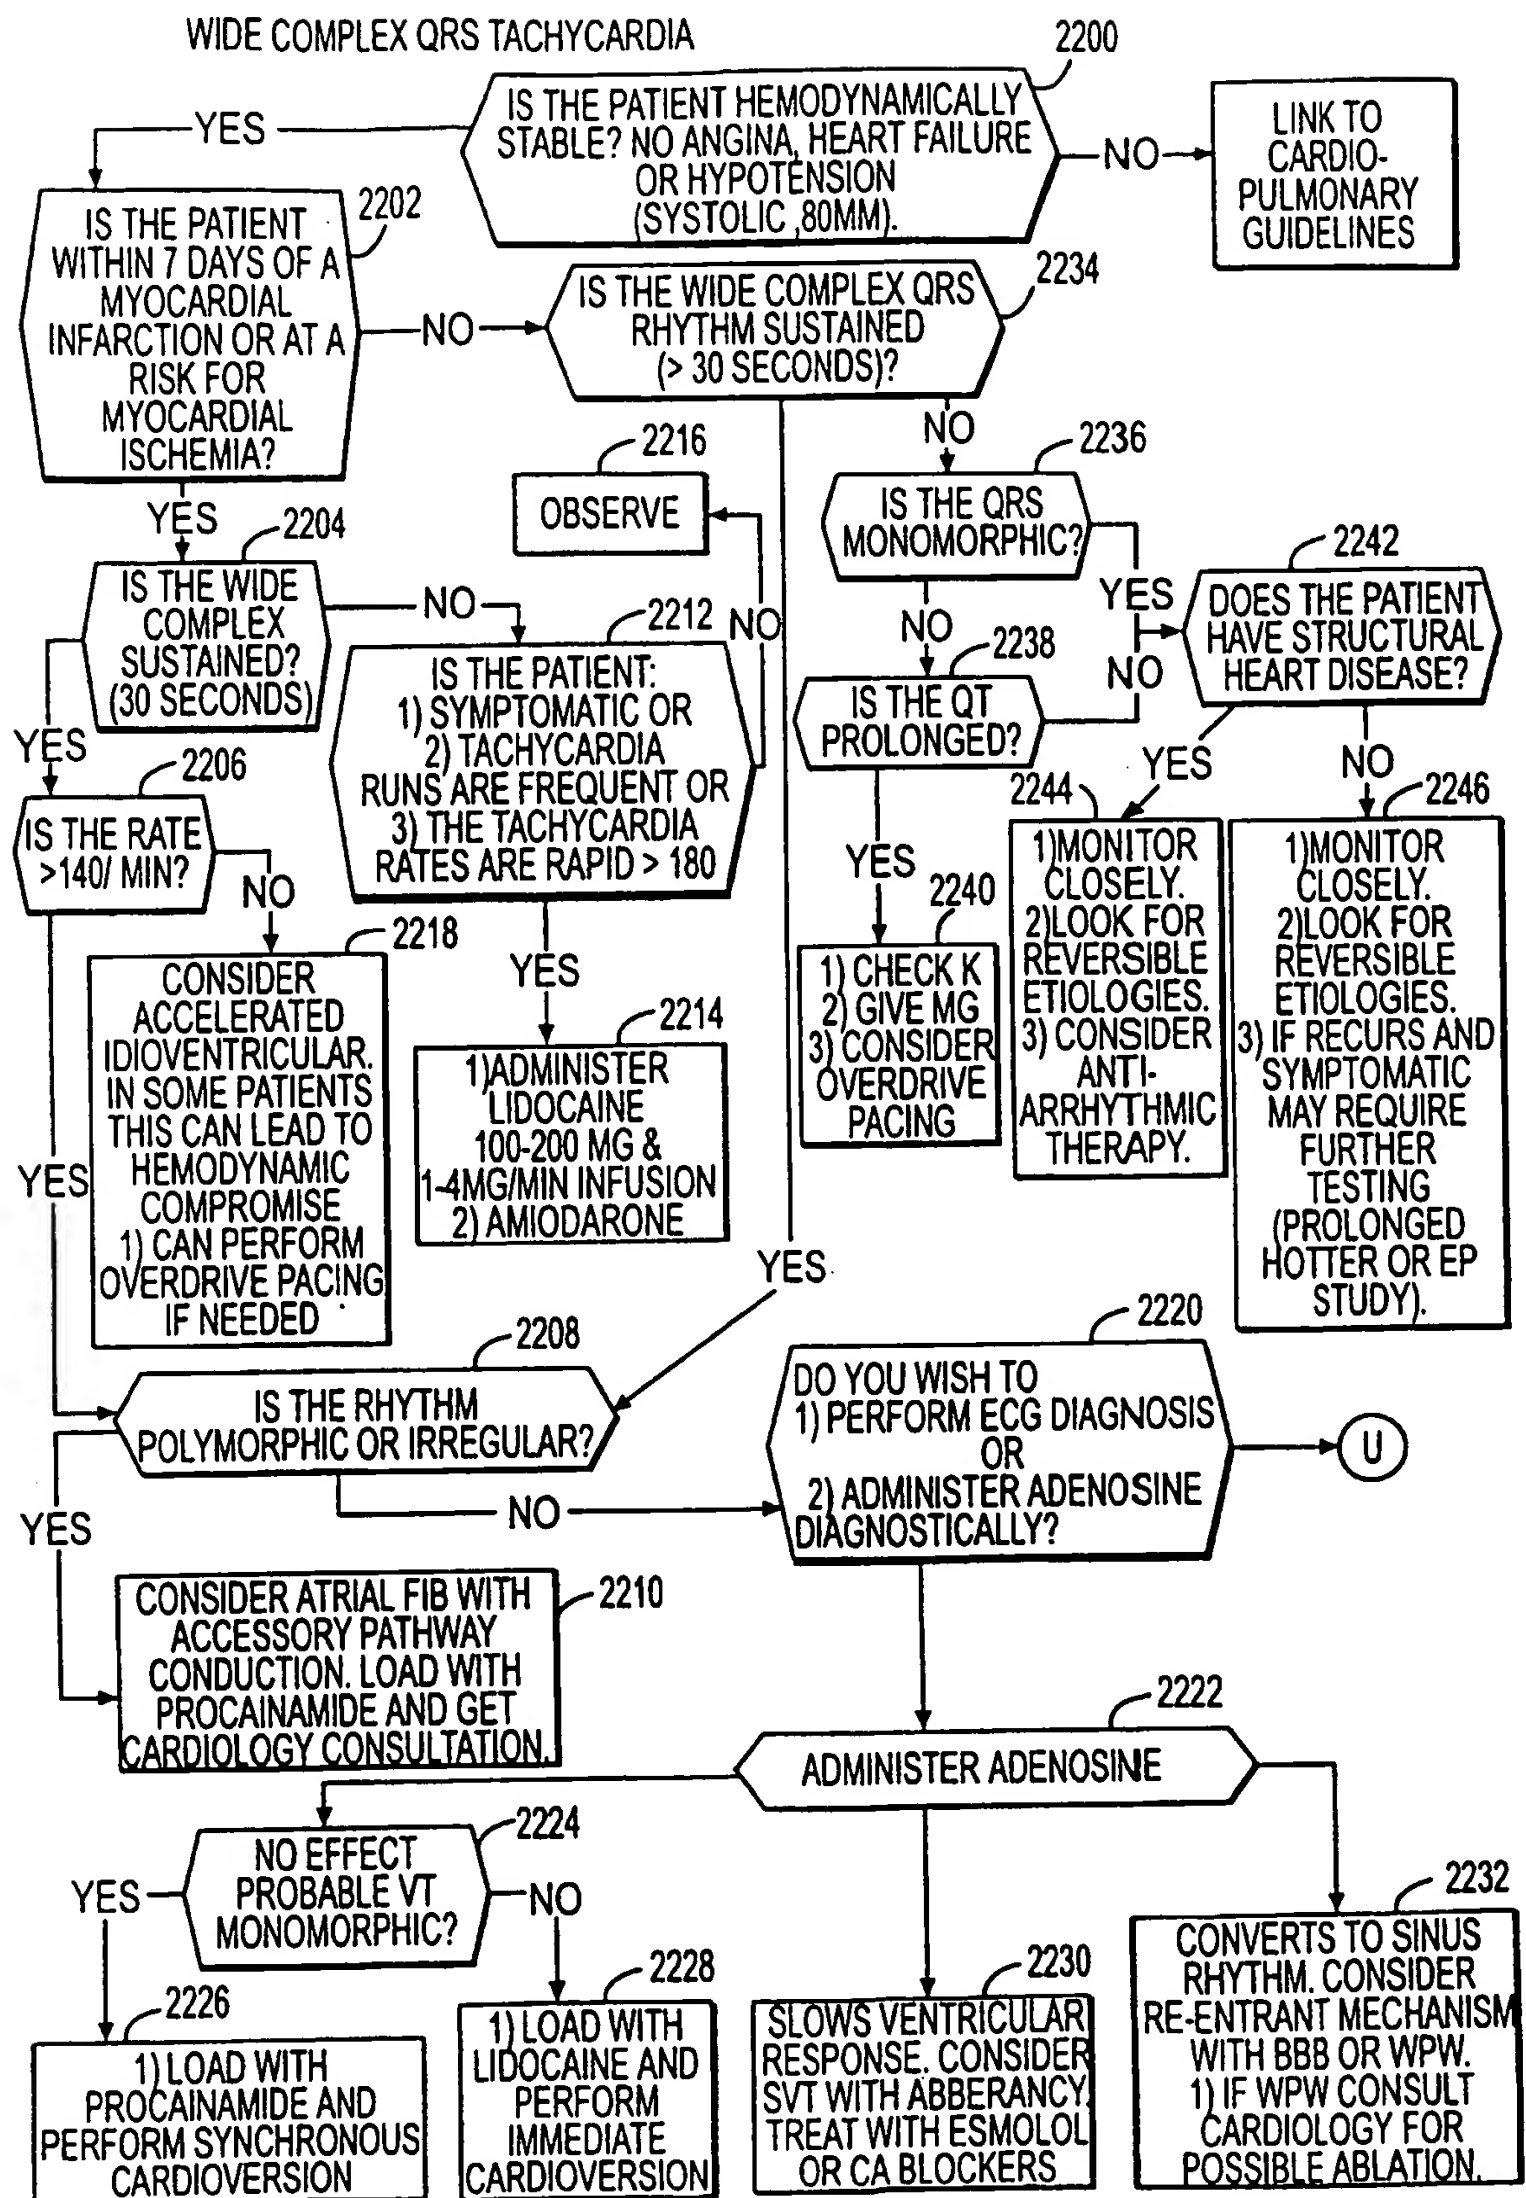 WIDE COMPLEX QRS TACHYCARDIA
2200
IS THE PATIENT HEMODYNAMICALLY
STABLE? NO ANGINA, HEART FAILURE
OR HYPOTENSION
(SYSTOLIC ,80MM).
YES
NO
LINK TO
CARDIO-
PULMONARY
GUIDELINES
2202
IS THE PATIENT
WITHIN 7 DAYS OF A
MYOCARDIAL
INFARCTION OR AT A
RISK FOR
MYOCARDIAL
ISCHEMIA?
NO
2234
IS THE WIDE COMPLEX QRS
RHYTHM SUSTAINED
(> 30 SECONDS)?
NO
YES
2216
OBSERVE
2236
IS THE QRS
MONOMORPHIC?
YES
NO
2204
IS THE WIDE
COMPLEX
SUSTAINED?
(30 SECONDS)
NO
YES
2212
IS THE PATIENT:
1) SYMPTOMATIC OR
2) TACHYCARDIA
RUNS ARE FREQUENT OR
3) THE TACHYCARDIA
RATES ARE RAPID > 180
NO
2238
IS THE QT
PROLONGED?
NO
2242
DOES THE PATIENT
HAVE STRUCTURAL
HEART DISEASE?
YES
NO
2206
IS THE RATE
>140/ MIN?
NO
YES
2218
CONSIDER
ACCELERATED
IDIOVENTRICULAR.
IN SOME PATIENTS
THIS CAN LEAD TO
HEMODYNAMIC
COMPROMISE
1) CAN PERFORM
OVERDRIVE PACING
IF NEEDED
YES
2214
1)ADMINISTER
LIDOCAINE
100-200 MG &
1-4MG/MIN INFUSION
2) AMIODARONE
YES
2240
1) CHECK K
2) GIVE MG
3) CONSIDER
OVERDRIVE
PACING
2244
1)MONITOR
CLOSELY.
2)LOOK FOR
REVERSIBLE
ETIOLOGIES.
3) CONSIDER
ANTI-
ARRHYTHMIC
THERAPY.
2246
1)MONITOR
CLOSELY.
2)LOOK FOR
REVERSIBLE
ETIOLOGIES.
3) IF RECURS AND
SYMPTOMATIC
MAY REQUIRE
FURTHER
TESTING
(PROLONGED
HOTTER OR EP
STUDY).
YES
2208
IS THE RHYTHM
POLYMORPHIC OR IRREGULAR?
NO
YES
2220
DO YOU WISH TO
1) PERFORM ECG DIAGNOSIS
OR
2) ADMINISTER ADENOSINE
DIAGNOSTICALLY?
U
2210
CONSIDER ATRIAL FIB WITH
ACCESSORY PATHWAY
CONDUCTION. LOAD WITH
PROCAINAMIDE AND GET
CARDIOLOGY CONSULTATION.
2222
ADMINISTER ADENOSINE
2224
NO EFFECT
PROBABLE VT
MONOMORPHIC?
YES
NO
2226
1) LOAD WITH
PROCAINAMIDE AND
PERFORM SYNCHRONOUS
CARDIOVERSION
2228
1) LOAD WITH
LIDOCAINE AND
PERFORM
IMMEDIATE
CARDIOVERSION
2230
SLOWS VENTRICULAR
RESPONSE. CONSIDER
SVT WITH ABBERANCY.
TREAT WITH ESMOLOL
OR CA BLOCKERS
2232
CONVERTS TO SINUS
RHYTHM. CONSIDER
RE-ENTRANT MECHANISM
WITH BBB OR WPW.
1) IF WPW CONSULT
CARDIOLOGY FOR
POSSIBLE ABLATION.